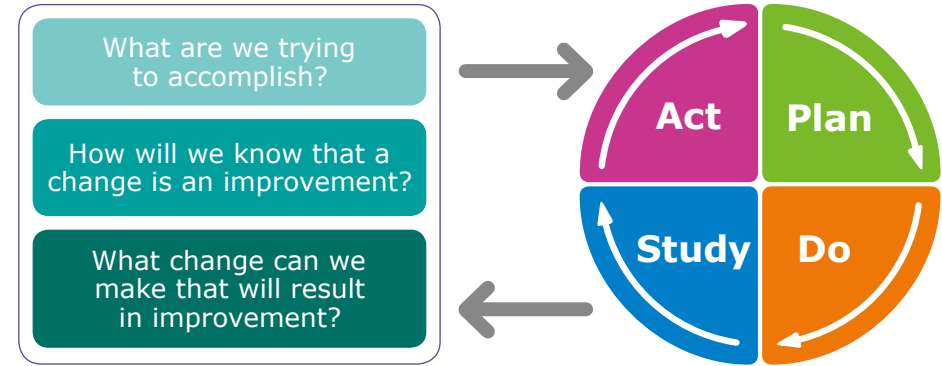 What are we trying
to accomplish?
How will we know that a
change is an improvement?
What change can we
make that will result
in improvement?
Act
Plan
Study
Do